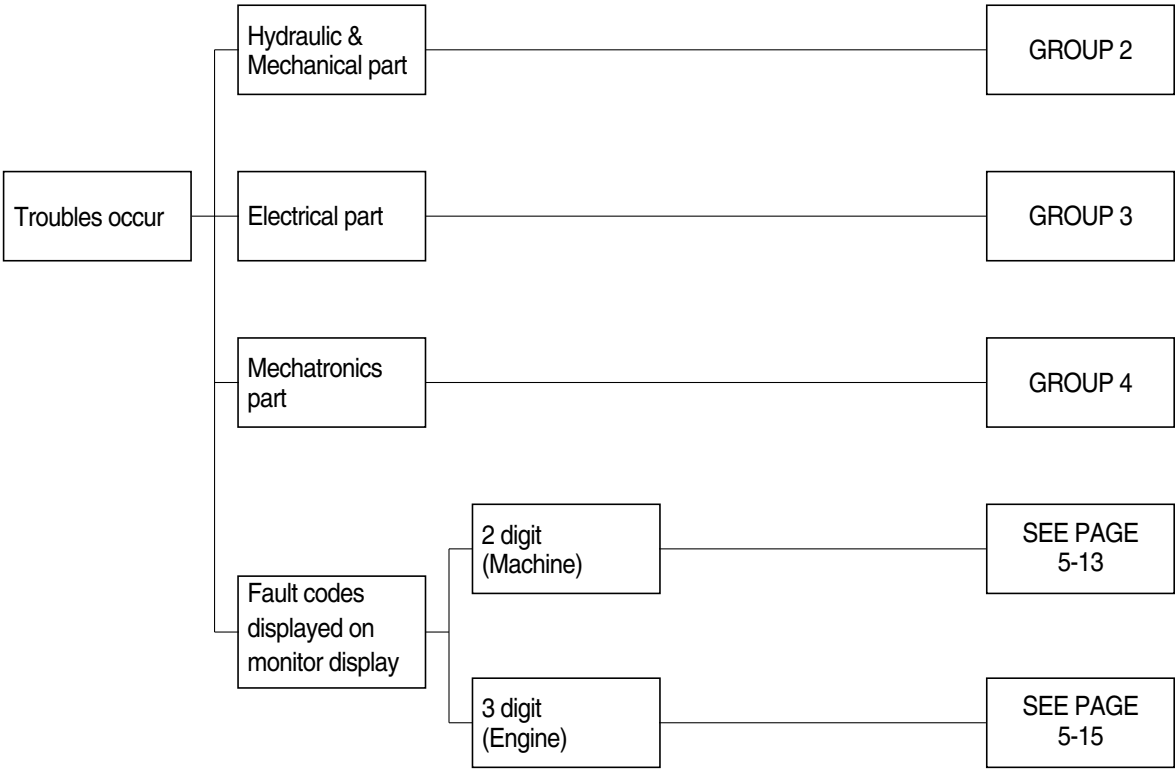 Hydraulic &
Mechanical part
GROUP 2
Troubles occur
Electrical part
GROUP 3
Mechatronics
part
GROUP 4
Fault codes
displayed on
monitor display
2 digit
(Machine)
SEE PAGE
5-13
3 digit
(Engine)
SEE PAGE
5-15